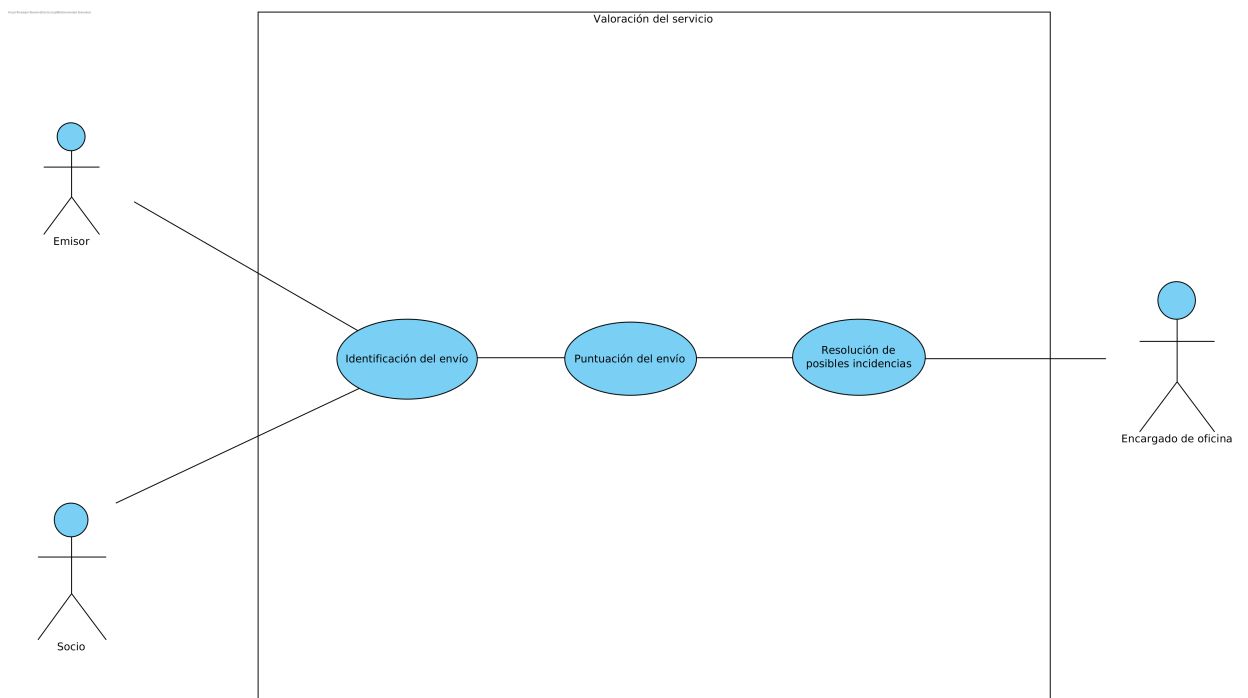 Valoración del servicio
Emisor
Identificación del envío
Puntuación del envío
Resolución de
posibles incidencias
Encargado de oficina
Socio